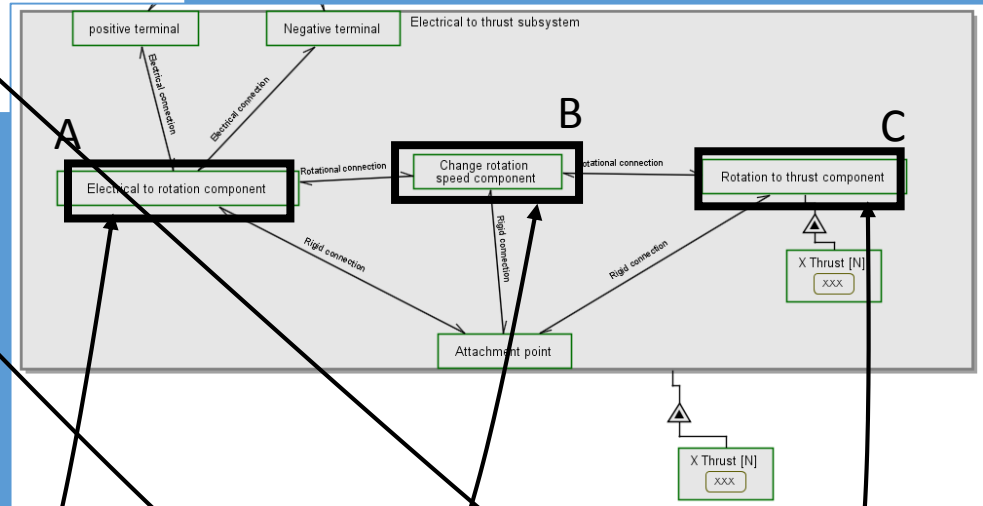 positive terminal
Negative terminal
Electrical to thrust subsystem
Electrical connection
Electrical connection
A
B
C
Electrical to rotation component
Rotational connection
Change rotation
speed component
otational connection
Rotation to thrust component
Rigid connection
Rigid connection
Rigid connection
X Thrust [N]
XXX
Attachment point
X Thrust [N]
XXX